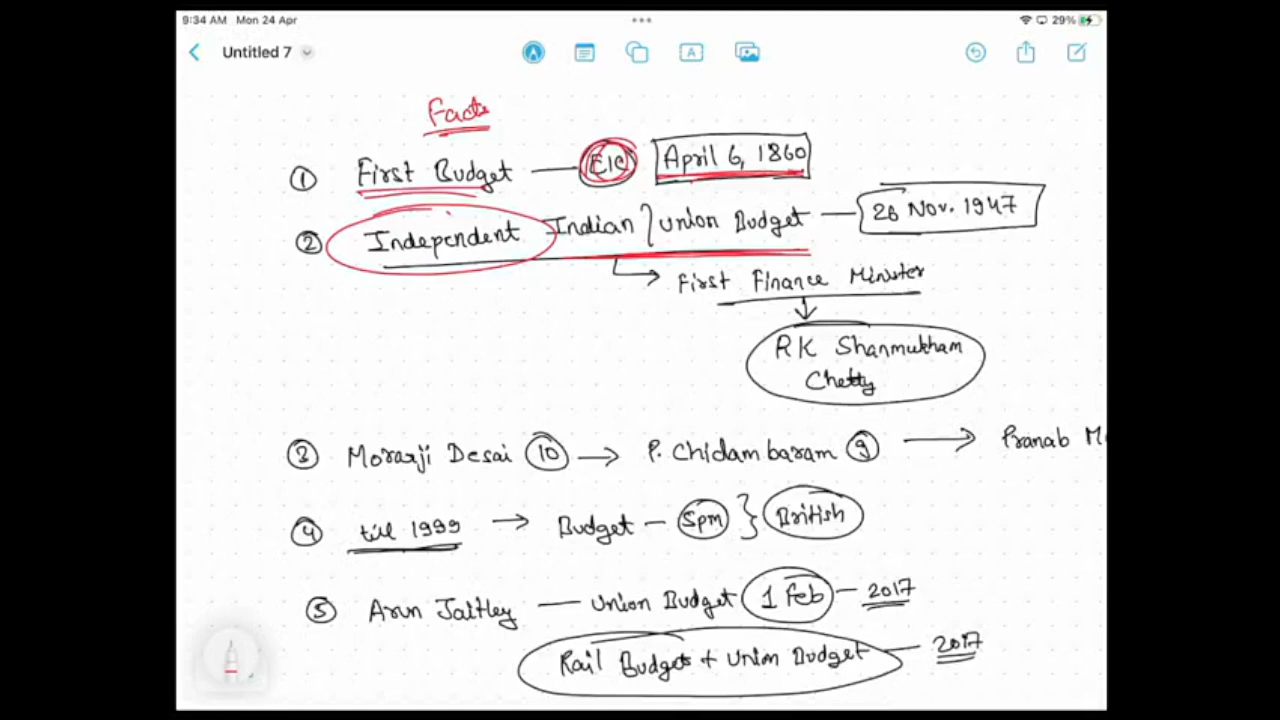 9:34 AM Mon 24 Apr
29%
Untitled 7
A
Facts
① First Budget — EIC April 6, 1860
② Independent Indian / Union Budget — 26 Nov. 1947
First Finance Minister
RK Shanmukham
Chetty
③ Morarji Desai ⑩ → P. Chidambaram ⑨ → Pranab M
④ till 1999 → Budget — 5pm } British
⑤ Arun Jaitley — Union Budget 1 Feb — 2017
Rail Budget + Union Budget — 2017